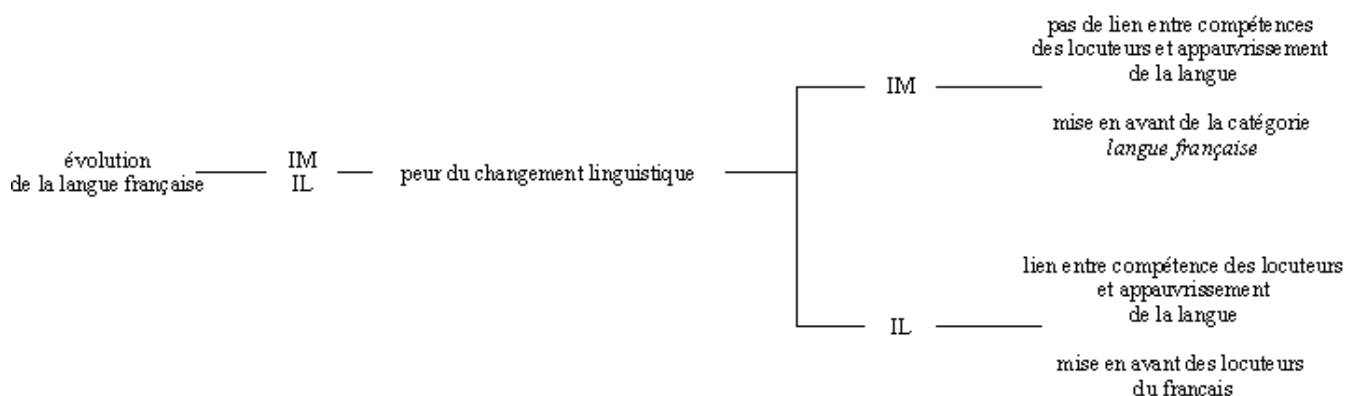 évolution
de la langue française
IM
IL
peur du changement linguistique
IM
pas de lien entre compétences
des locuteurs et appauvrissement
de la langue
mise en avant de la catégorie
langue française
IL
lien entre compétence des locuteurs
et appauvrissement
de la langue
mise en avant des locuteurs
du francais